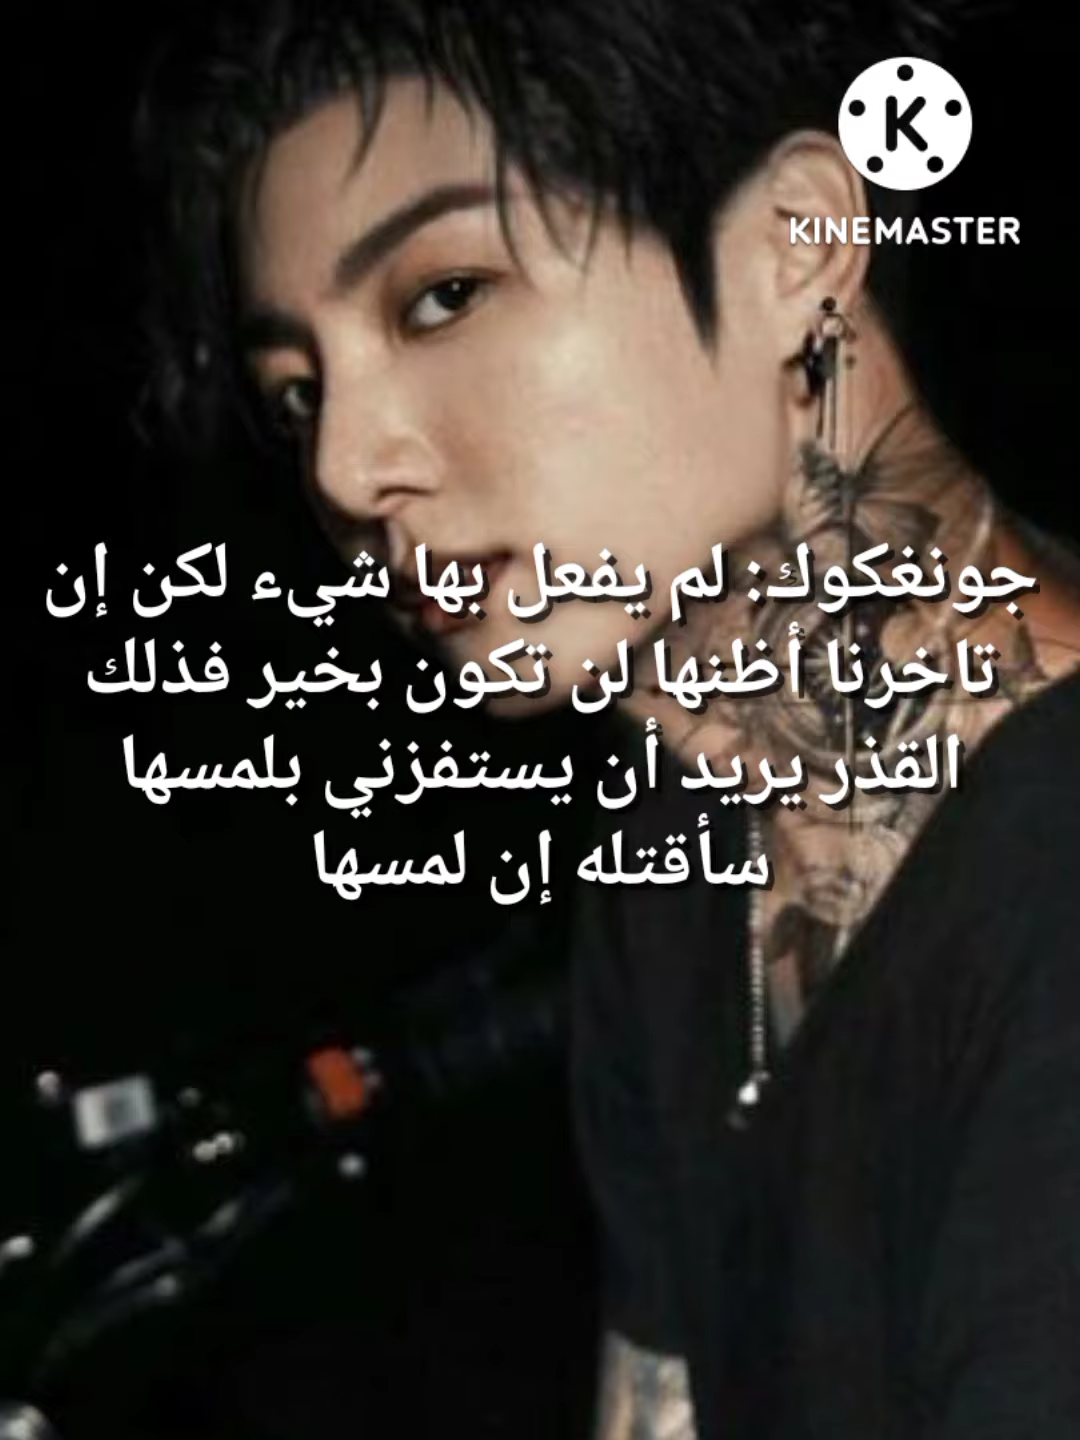 KINEMASTER
جونغكوك: لم يفعل بها شيء لكن إن
تاخرنا أظنها لن تكون بخير فذلك
القذر يريد أن يستفزني بلمسها
سأقتله إن لمسها